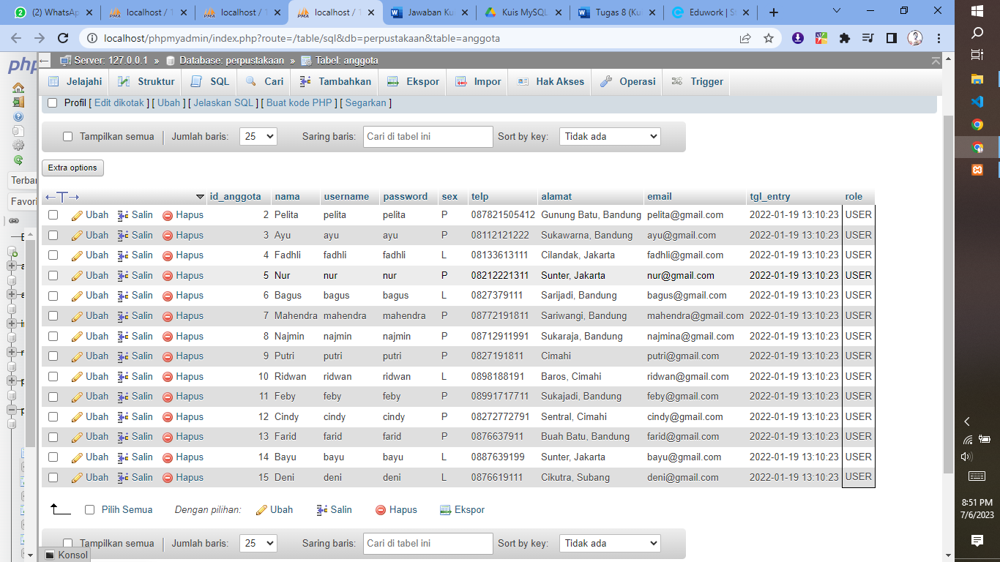 (2) WhatsAp
localhost / 1
localhost / 1
localhost / 1
Jawaban Ku
Kuis MySQL
Tugas 8 (Kui
Eduwork | S
localhost/phpmyadmin/index.php?route=/table/sql&db=perpustakaan&table=anggota
php
Server: 127.0.0.1 » Database: perpustakaan » Tabel: anggota
Jelajahi Struktur SQL Cari Tambahkan Ekspor Impor Hak Akses Operasi Trigger
Profil [ Edit dikotak ] [ Ubah ] [ Jelaskan SQL ] [ Buat kode PHP ] [ Segarkan ]
Tampilkan semua | Jumlah baris: 25 Saring baris: Cari di tabel ini Sort by key: Tidak ada
Extra options
Terbar
Favori
id_anggota nama username password sex telp alamat email tgl_entry role
Ubah Salin Hapus 2 Pelita pelita pelita P 087821505412 Gunung Batu, Bandung pelita@gmail.com 2022-01-19 13:10:23 USER
Ubah Salin Hapus 3 Ayu ayu ayu P 08112121222 Sukawarna, Bandung ayu@gmail.com 2022-01-19 13:10:23 USER
Ubah Salin Hapus 4 Fadhli fadhli fadhli L 08133613111 Cilandak, Jakarta fadhli@gmail.com 2022-01-19 13:10:23 USER
Ubah Salin Hapus 5 Nur nur nur P 08212221311 Sunter, Jakarta nur@gmail.com 2022-01-19 13:10:23 USER
Ubah Salin Hapus 6 Bagus bagus bagus L 0827379111 Sarijadi, Bandung bagus@gmail.com 2022-01-19 13:10:23 USER
Ubah Salin Hapus 7 Mahendra mahendra mahendra P 08772191811 Sariwangi, Bandung mahendra@gmail.com 2022-01-19 13:10:23 USER
Ubah Salin Hapus 8 Najmin najmin najmin P 08712911991 Sukaraja, Bandung najmina@gmail.com 2022-01-19 13:10:23 USER
Ubah Salin Hapus 9 Putri putri putri P 0827191811 Cimahi putri@gmail.com 2022-01-19 13:10:23 USER
Ubah Salin Hapus 10 Ridwan ridwan ridwan L 0898188191 Baros, Cimahi ridwan@gmail.com 2022-01-19 13:10:23 USER
Ubah Salin Hapus 11 Feby feby feby P 08991717711 Sukajadi, Bandung feby@gmail.com 2022-01-19 13:10:23 USER
Ubah Salin Hapus 12 Cindy cindy cindy P 08272772791 Sentral, Cimahi cindy@gmail.com 2022-01-19 13:10:23 USER
Ubah Salin Hapus 13 Farid farid farid P 0876637911 Buah Batu, Bandung farid@gmail.com 2022-01-19 13:10:23 USER
Ubah Salin Hapus 14 Bayu bayu bayu L 0887639199 Sunter, Jakarta bayu@gmail.com 2022-01-19 13:10:23 USER
Ubah Salin Hapus 15 Deni deni deni L 0876619111 Cikutra, Subang deni@gmail.com 2022-01-19 13:10:23 USER
Pilih Semua Dengan pilihan: Ubah Salin Hapus Ekspor
Tampilkan semua | Jumlah baris: 25 Saring baris: Cari di tabel ini Sort by key: Tidak ada
Konsol
8:51 PM
7/6/2023